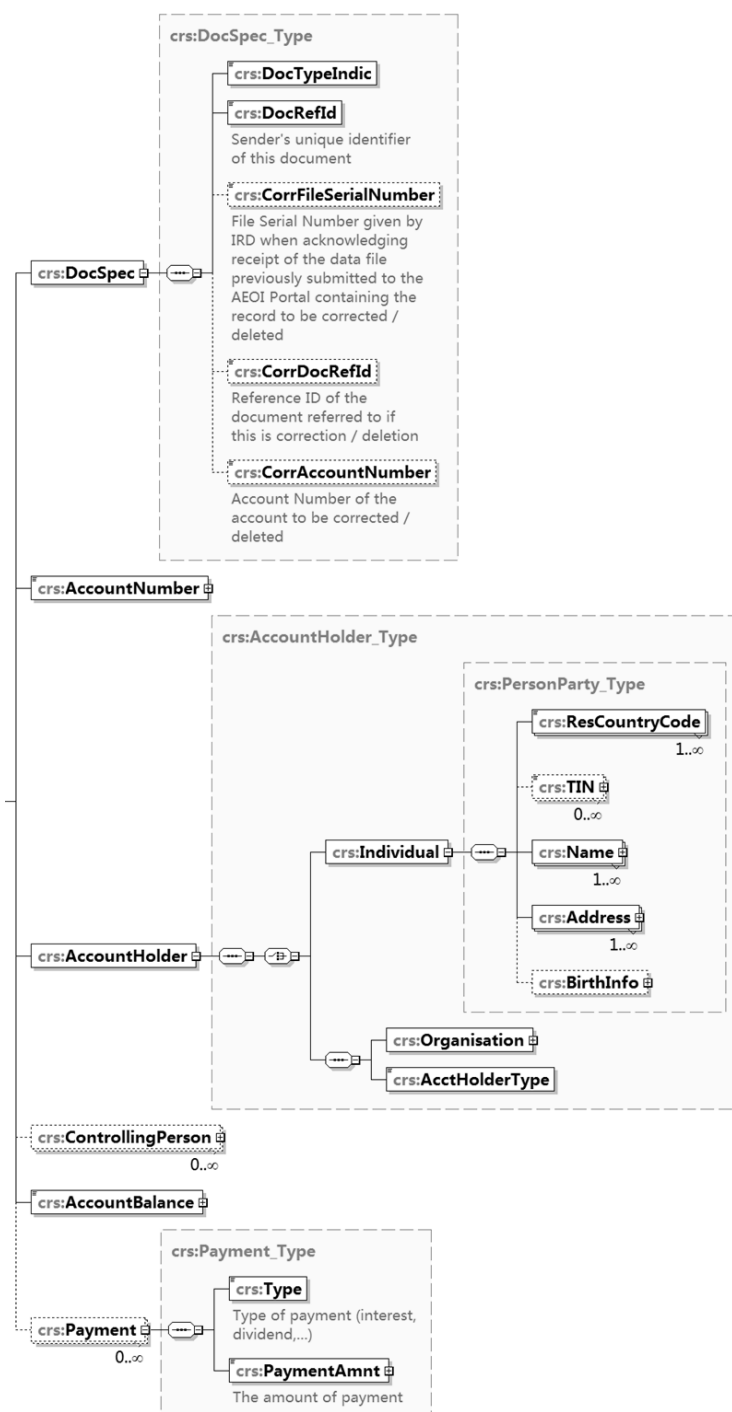 crs:DocSpec_Type
crs:DocTypeIndic
crs:DocRefId
Sender's unique identifier
of this document
crs:CorrFileSerialNumber
File Serial Number given by
IRD when acknowledging
receipt of the data file
previously submitted to the
AEOI Portal containing the
record to be corrected /
deleted
crs:DocSpec
crs:CorrDocRefId
Reference ID of the
document referred to if
this is correction / deletion
crs:CorrAccountNumber
Account Number of the
account to be corrected /
deleted
crs:AccountNumber
crs:AccountHolder_Type
crs:PersonParty_Type
crs:ResCountryCode
1..∞
crs:TIN
0..∞
crs:Individual
crs:Name
1..∞
crs:Address
1..∞
crs:AccountHolder
crs:BirthInfo
crs:Organisation
crs:AcctHolderType
crs:ControllingPerson
0..∞
crs:AccountBalance
crs:Payment_Type
crs:Type
Type of payment (interest,
dividend,...)
crs:Payment
0..∞
crs:PaymentAmnt
The amount of payment